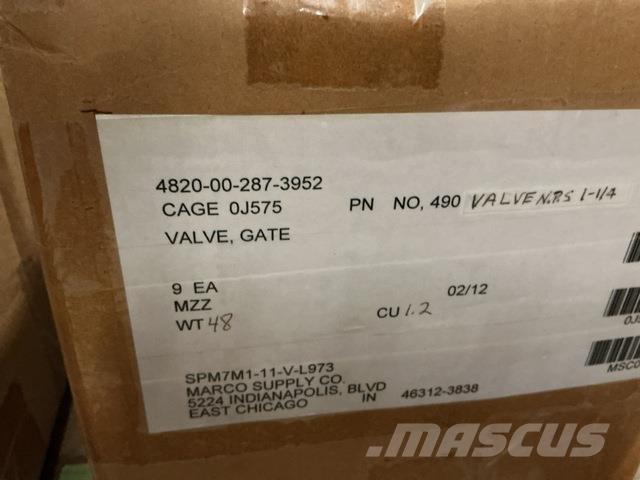 4820-00-287-3952
CAGE 0J575 PN NO, 490 VALVE N.P.S 1-1/4
VALVE, GATE
9 EA 02/12
MZZ
WT 48 CU 1.2
SPM7M1-11-V-L973
MARCO SUPPLY CO.
5224 INDIANAPOLIS, BLVD
EAST CHICAGO IN 46312-3838
0J5
MSC0
MASCUS